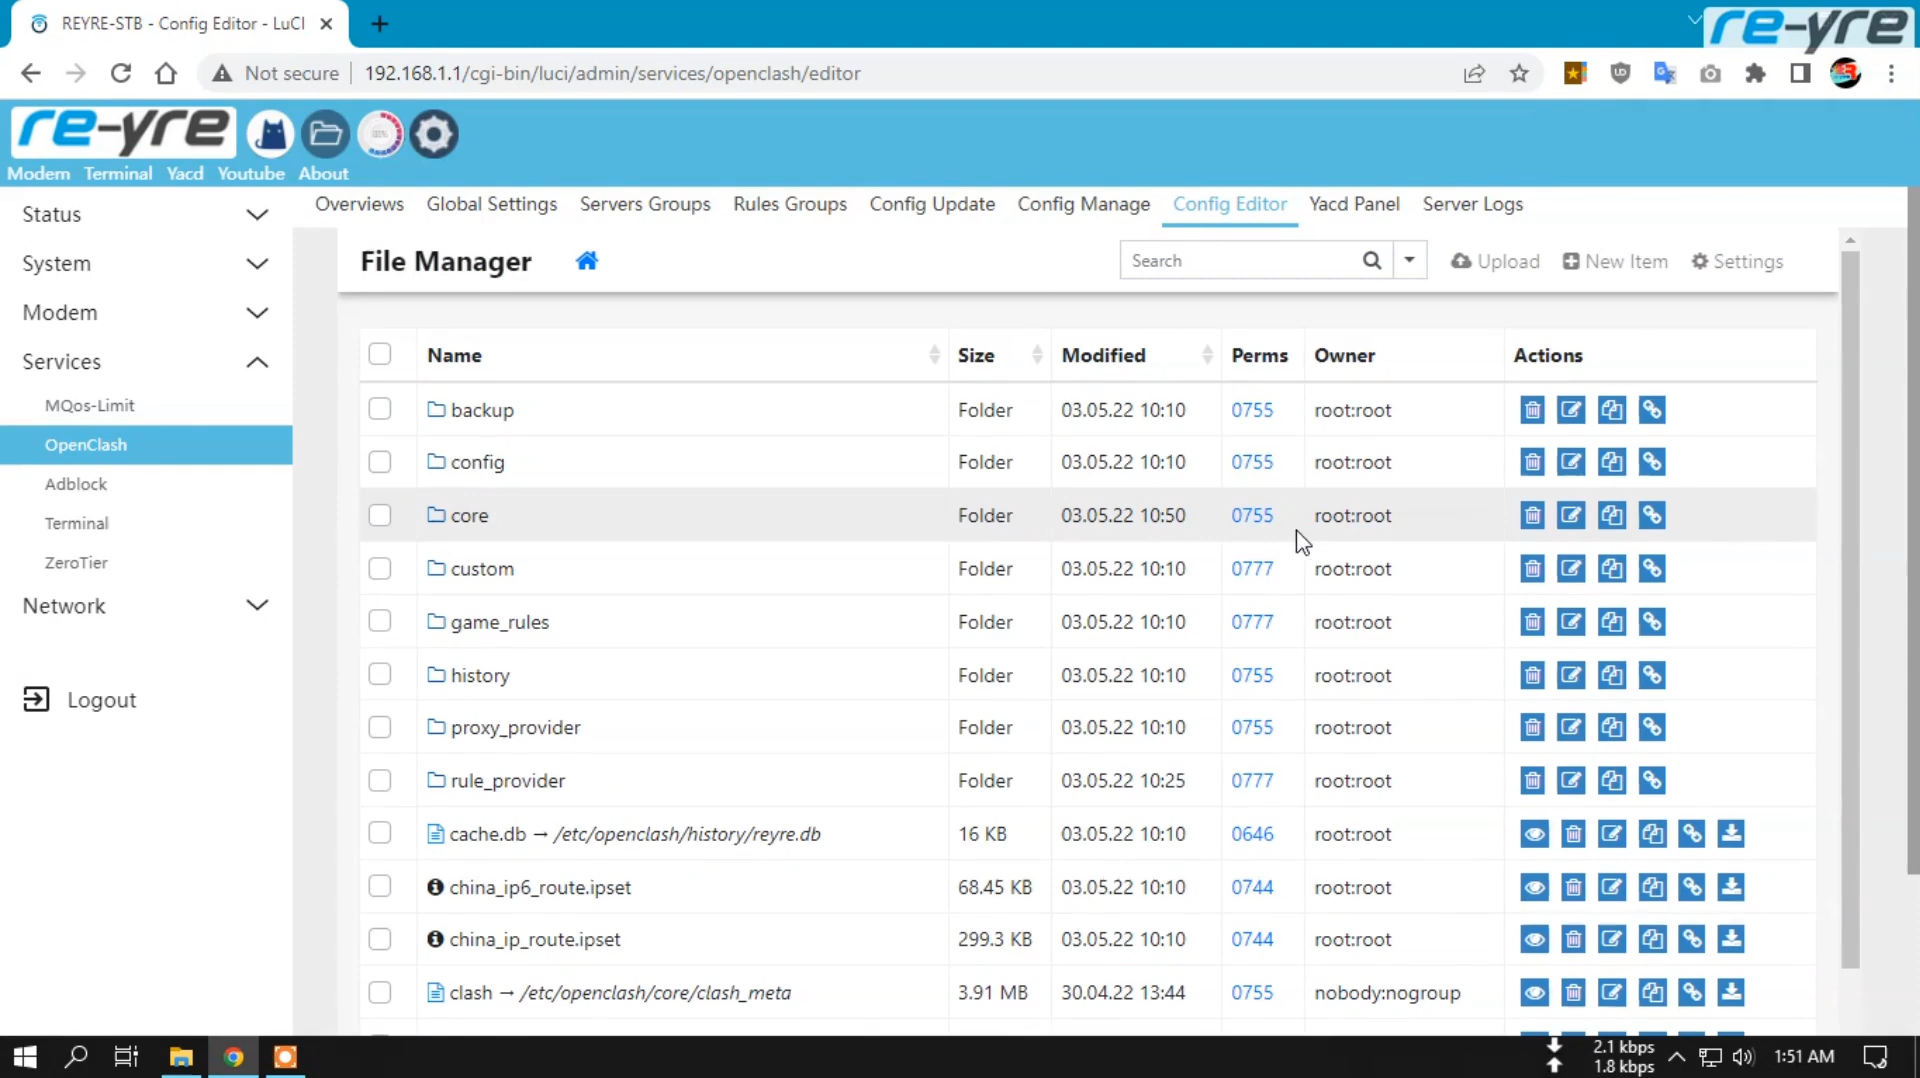 REYRE-STB - Config Editor - LuCI
re-yre
Not secure
192.168.1.1/cgi-bin/luci/admin/services/openclash/editor
re-yre
Modem Terminal Yacd Youtube About
Status
System
Modem
Services
MQos-Limit
OpenClash
Adblock
Terminal
ZeroTier
Network
Logout
Overviews Global Settings Servers Groups Rules Groups Config Update Config Manage Config Editor Yacd Panel Server Logs
File Manager Search Upload New Item Settings
Name Size Modified Perms Owner Actions
backup Folder 03.05.22 10:10 0755 root:root
config Folder 03.05.22 10:10 0755 root:root
core Folder 03.05.22 10:50 0755 root:root
custom Folder 03.05.22 10:10 0777 root:root
game_rules Folder 03.05.22 10:10 0777 root:root
history Folder 03.05.22 10:10 0755 root:root
proxy_provider Folder 03.05.22 10:10 0755 root:root
rule_provider Folder 03.05.22 10:25 0777 root:root
cache.db → /etc/openclash/history/reyre.db 16 KB 03.05.22 10:10 0646 root:root
china_ip6_route.ipset 68.45 KB 03.05.22 10:10 0744 root:root
china_ip_route.ipset 299.3 KB 03.05.22 10:10 0744 root:root
clash → /etc/openclash/core/clash_meta 3.91 MB 30.04.22 13:44 0755 nobody:nogroup
2.1 kbps
1.8 kbps
1:51 AM